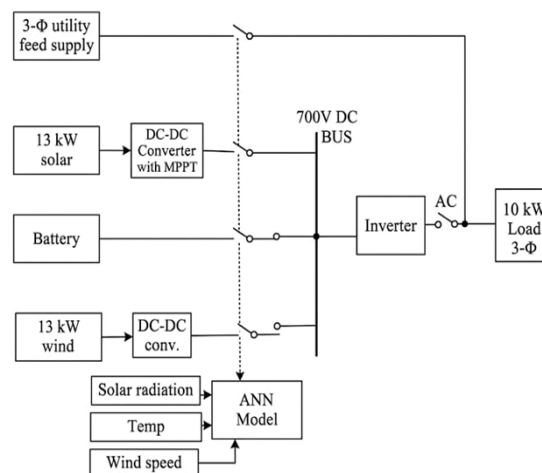 3-Φ utility
feed supply
700V DC
BUS
13 kW
solar
DC-DC
Converter
with MPPT
AC
Inverter
10 kW
Load
3-Φ
Battery
13 kW
wind
DC-DC
conv.
Solar radiation
Temp
Wind speed
ANN
Model